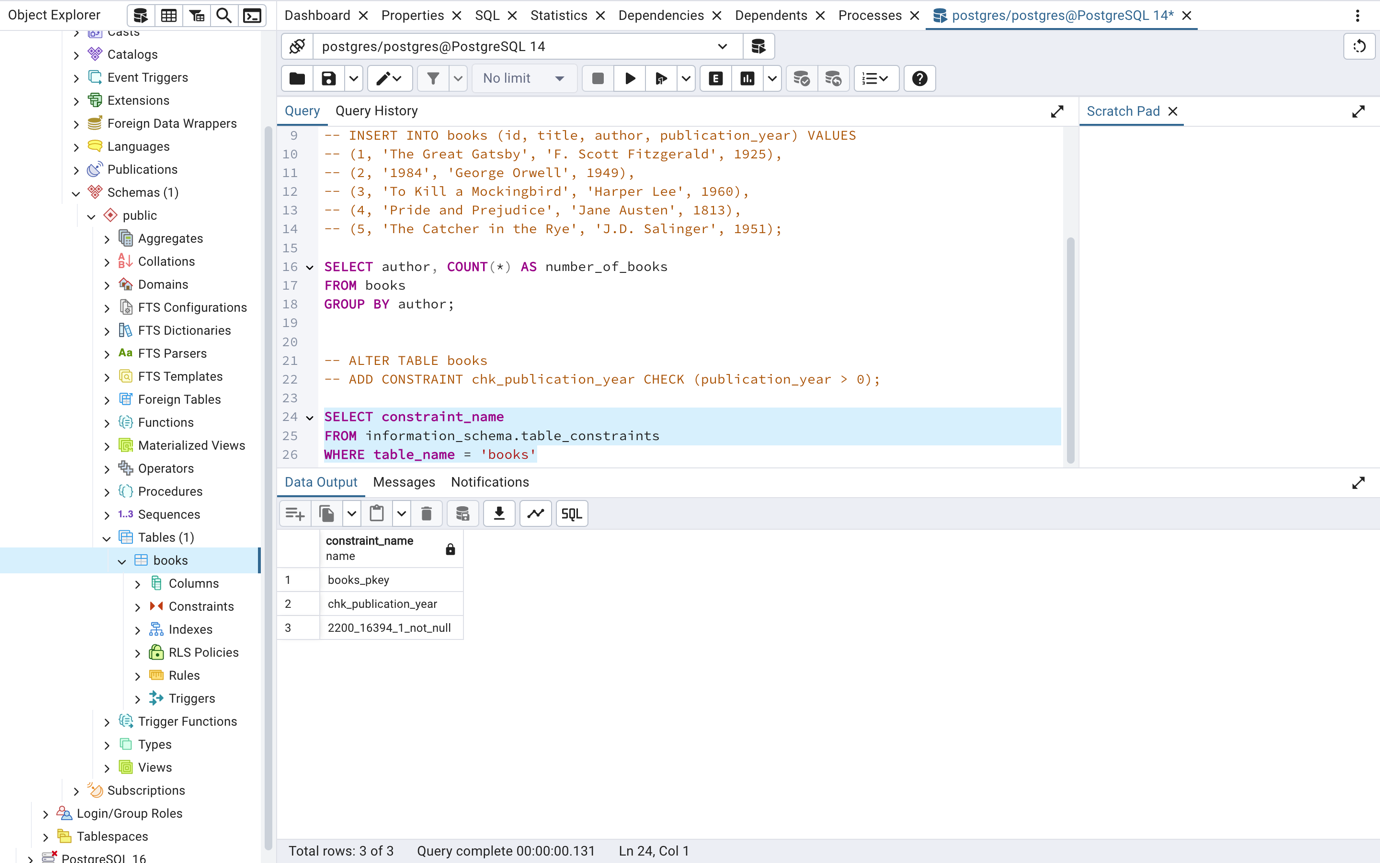 Object Explorer
Dashboard
Properties
SQL
Statistics
Dependencies
Dependents
Processes
postgres/postgres@PostgreSQL 14*
Casts
Catalogs
Event Triggers
Extensions
Foreign Data Wrappers
Languages
Publications
Schemas (1)
public
Aggregates
Collations
Domains
FTS Configurations
FTS Dictionaries
Aa FTS Parsers
FTS Templates
Foreign Tables
Functions
Materialized Views
Operators
Procedures
1..3 Sequences
Tables (1)
books
Columns
Constraints
Indexes
RLS Policies
Rules
Triggers
Trigger Functions
Types
Views
Subscriptions
Login/Group Roles
Tablespaces
PostgreSQL 16
postgres/postgres@PostgreSQL 14
No limit
E
Query
Query History
Scratch Pad
9 -- INSERT INTO books (id, title, author, publication_year) VALUES
10 -- (1, 'The Great Gatsby', 'F. Scott Fitzgerald', 1925),
11 -- (2, '1984', 'George Orwell', 1949),
12 -- (3, 'To Kill a Mockingbird', 'Harper Lee', 1960),
13 -- (4, 'Pride and Prejudice', 'Jane Austen', 1813),
14 -- (5, 'The Catcher in the Rye', 'J.D. Salinger', 1951);
15
16 SELECT author, COUNT(*) AS number_of_books
17 FROM books
18 GROUP BY author;
19
20
21 -- ALTER TABLE books
22 -- ADD CONSTRAINT chk_publication_year CHECK (publication_year > 0);
23
24 SELECT constraint_name
25 FROM information_schema.table_constraints
26 WHERE table_name = 'books'
Data Output
Messages
Notifications
SQL
constraint_name
name
1 books_pkey
2 chk_publication_year
3 2200_16394_1_not_null
Total rows: 3 of 3
Query complete 00:00:00.131
Ln 24, Col 1